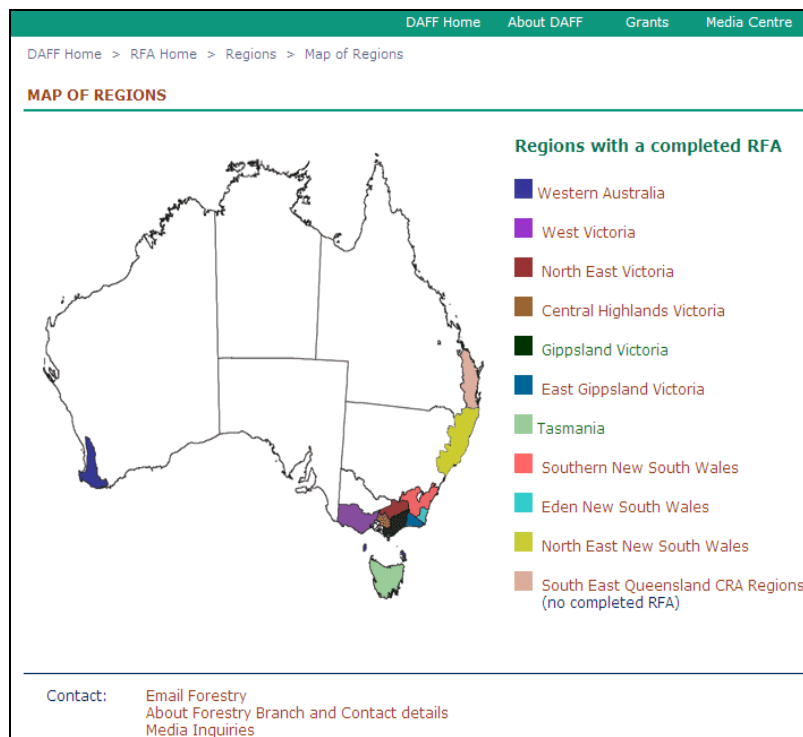 DAFF Home About DAFF Grants Media Centre
DAFF Home > RFA Home > Regions > Map of Regions
MAP OF REGIONS
Regions with a completed RFA
Western Australia
West Victoria
North East Victoria
Central Highlands Victoria
Gippsland Victoria
East Gippsland Victoria
Tasmania
Southern New South Wales
Eden New South Wales
North East New South Wales
South East Queensland CRA Regions
(no completed RFA)
Contact: Email Forestry
About Forestry Branch and Contact details
Media Inquiries